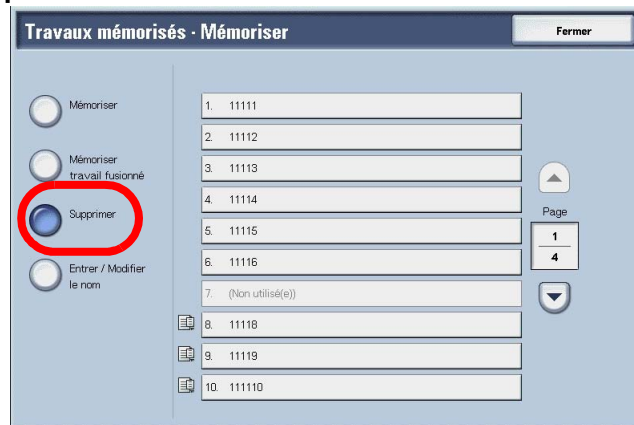 Travaux mémorisés - Mémoriser
Fermer
Mémoriser
Mémoriser
travail fusionné
Supprimer
Entrer / Modifier
le nom
1. 11111
2. 11112
3. 11113
4. 11114
5. 11115
6. 11116
7. (Non utilisé(e))
8. 11118
9. 11119
10. 111110
Page
1
4